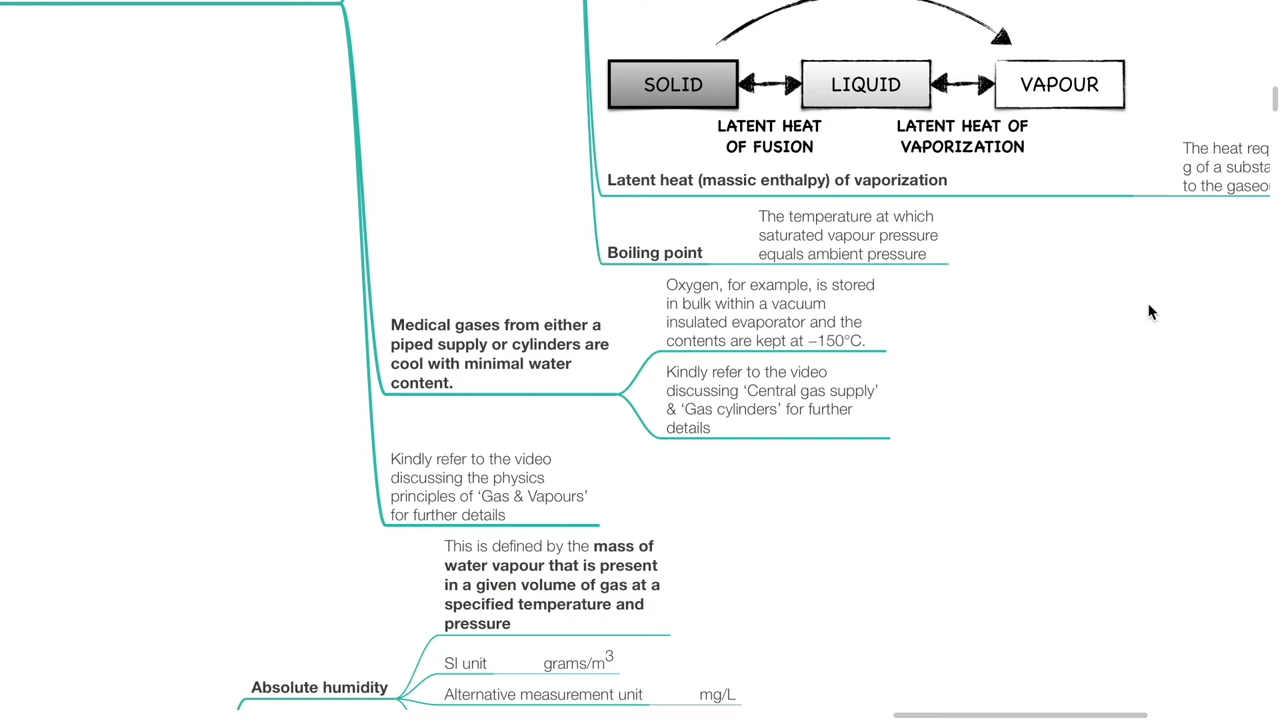 SOLID
LIQUID
VAPOUR
LATENT HEAT
OF FUSION
LATENT HEAT OF
VAPORIZATION
Latent heat (massic enthalpy) of vaporization
The heat req
g of a substa
to the gaseo
Boiling point
The temperature at which
saturated vapour pressure
equals ambient pressure
Medical gases from either a
piped supply or cylinders are
cool with minimal water
content.
Oxygen, for example, is stored
in bulk within a vacuum
insulated evaporator and the
contents are kept at –150°C.
Kindly refer to the video
discussing ‘Central gas supply’
& ‘Gas cylinders’ for further
details
Kindly refer to the video
discussing the physics
principles of ‘Gas & Vapours’
for further details
Absolute humidity
This is defined by the mass of
water vapour that is present
in a given volume of gas at a
specified temperature and
pressure
SI unit grams/m³
Alternative measurement unit mg/L